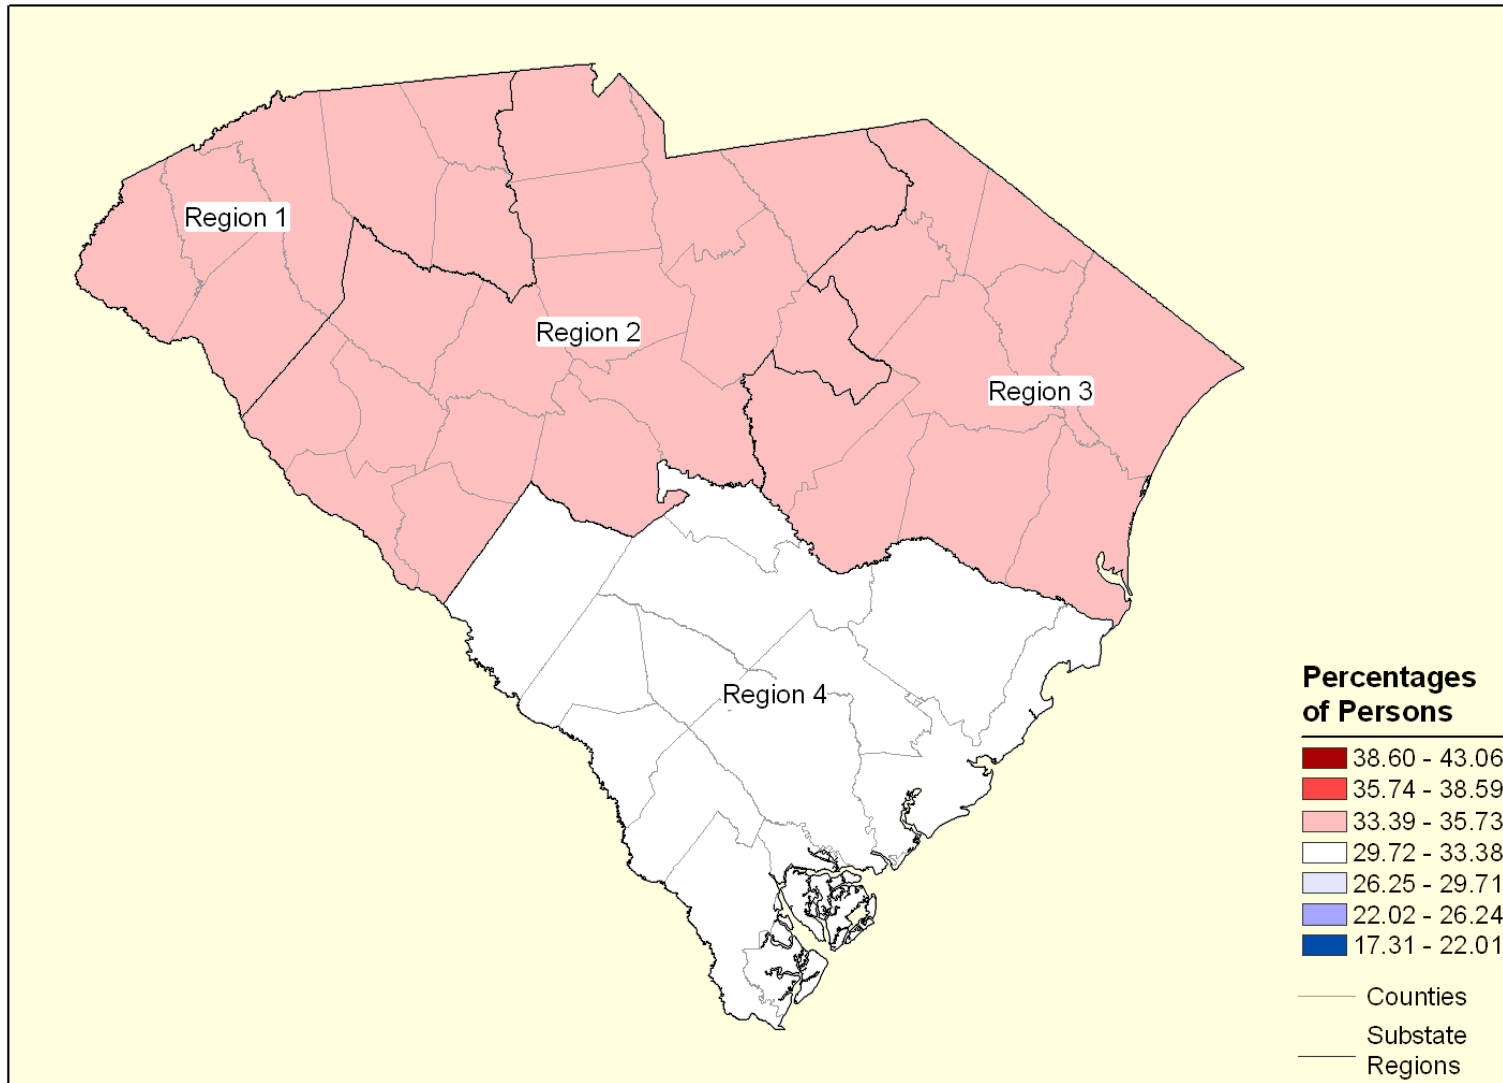 Region 1
Region 2
Region 3
Region 4
Percentages
of Persons
38.60 - 43.06
35.74 - 38.59
33.39 - 35.73
29.72 - 33.38
26.25 - 29.71
22.02 - 26.24
17.31 - 22.01
Counties
Substate
Regions